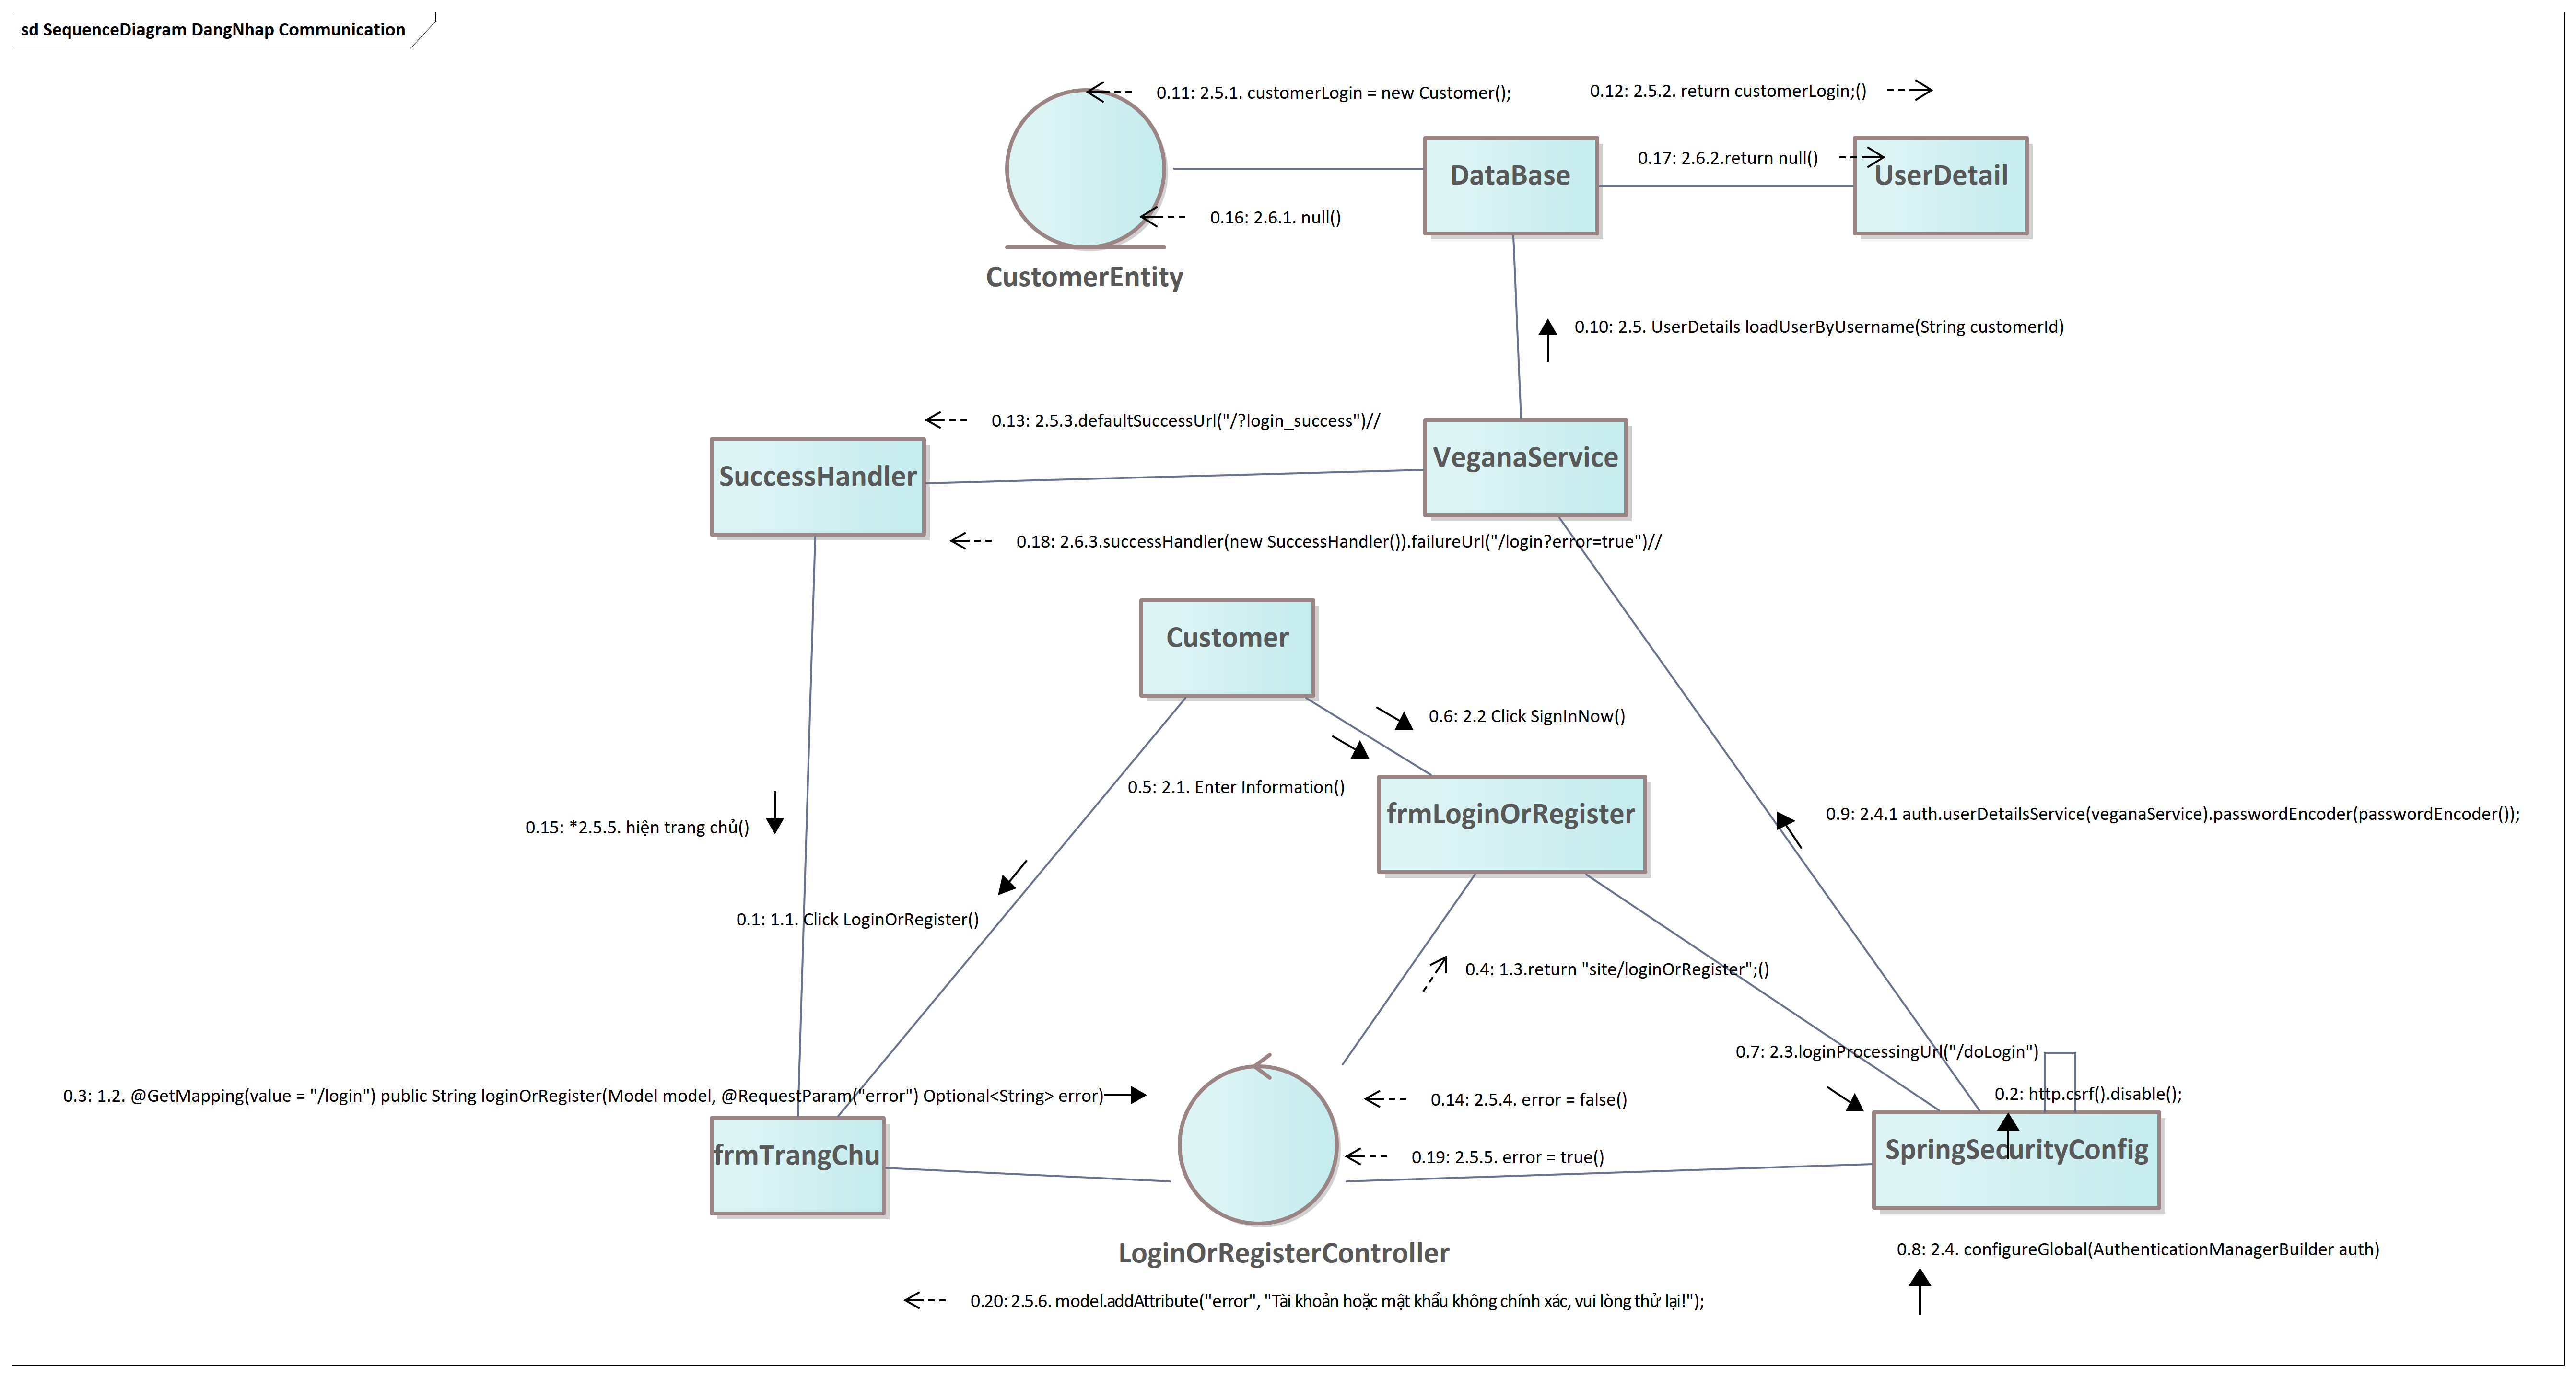 sd SequenceDiagram DangNhap Communication
0.11: 2.5.1. customerLogin = new Customer();
0.12: 2.5.2. return customerLogin;()
DataBase
0.17: 2.6.2.return null()
UserDetail
0.16: 2.6.1. null()
CustomerEntity
0.10: 2.5. UserDetails loadUserByUsername(String customerId)
0.13: 2.5.3.defaultSuccessUrl("/?login_success")//
SuccessHandler
VeganaService
0.18: 2.6.3.successHandler(new SuccessHandler()).failureUrl("/login?error=true")//
Customer
0.6: 2.2 Click SignInNow()
0.5: 2.1. Enter Information()
frmLoginOrRegister
0.15: *2.5.5. hiện trang chủ()
0.9: 2.4.1 auth.userDetailsService(veganaService).passwordEncoder(passwordEncoder());
0.1: 1.1. Click LoginOrRegister()
0.4: 1.3.return "site/loginOrRegister";()
0.7: 2.3.loginProcessingUrl("/doLogin")
0.3: 1.2. @GetMapping(value = "/login") public String loginOrRegister(Model model, @RequestParam("error") Optional<String> error)
0.14: 2.5.4. error = false()
0.2: http.csrf().disable();
frmTrangChu
0.19: 2.5.5. error = true()
SpringSecurityConfig
LoginOrRegisterController
0.8: 2.4. configureGlobal(AuthenticationManagerBuilder auth)
0.20: 2.5.6. model.addAttribute("error", "Tài khoản hoặc mật khẩu không chính xác, vui lòng thử lại!");